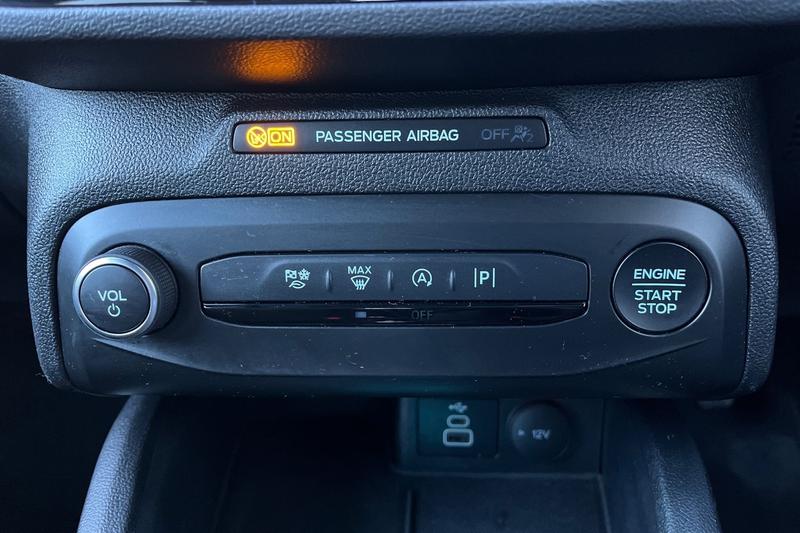 ON PASSENGER AIRBAG OFF
MAX
VOL
A
P
ENGINE
START
STOP
OFF
12V